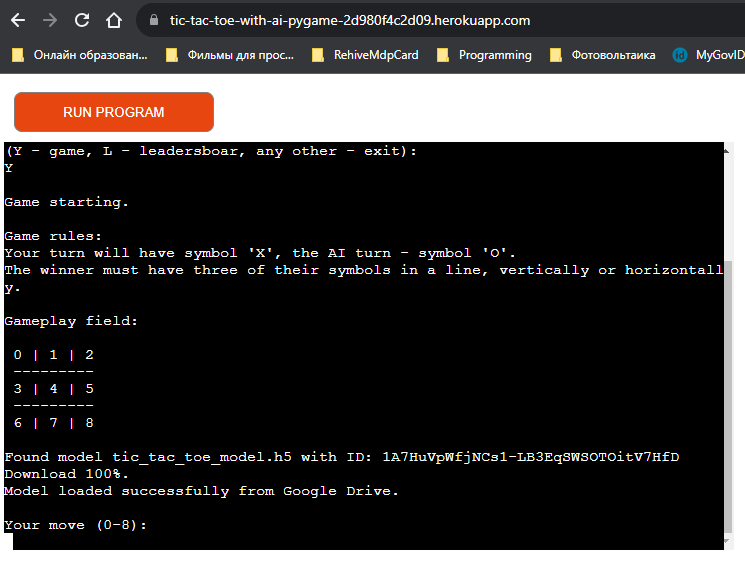 tic-tac-toe-with-ai-pygame-2d980f4c2d09.herokuapp.com
Онлайн образован... Фильмы для прос... RehiveMdpCard Programming Фотовольтаика MyGovID
RUN PROGRAM
(Y - game, L - leadersboar, any other - exit):
Y
Game starting.
Game rules:
Your turn will have symbol 'X', the AI turn - symbol 'O'.
The winner must have three of their symbols in a line, vertically or horizontall
y.
Gameplay field:
0 | 1 | 2
---------
3 | 4 | 5
---------
6 | 7 | 8
Found model tic_tac_toe_model.h5 with ID: 1A7HuVpWfjNCs1-LB3EqSWSOTOitV7HfD
Download 100%.
Model loaded successfully from Google Drive.
Your move (0-8):